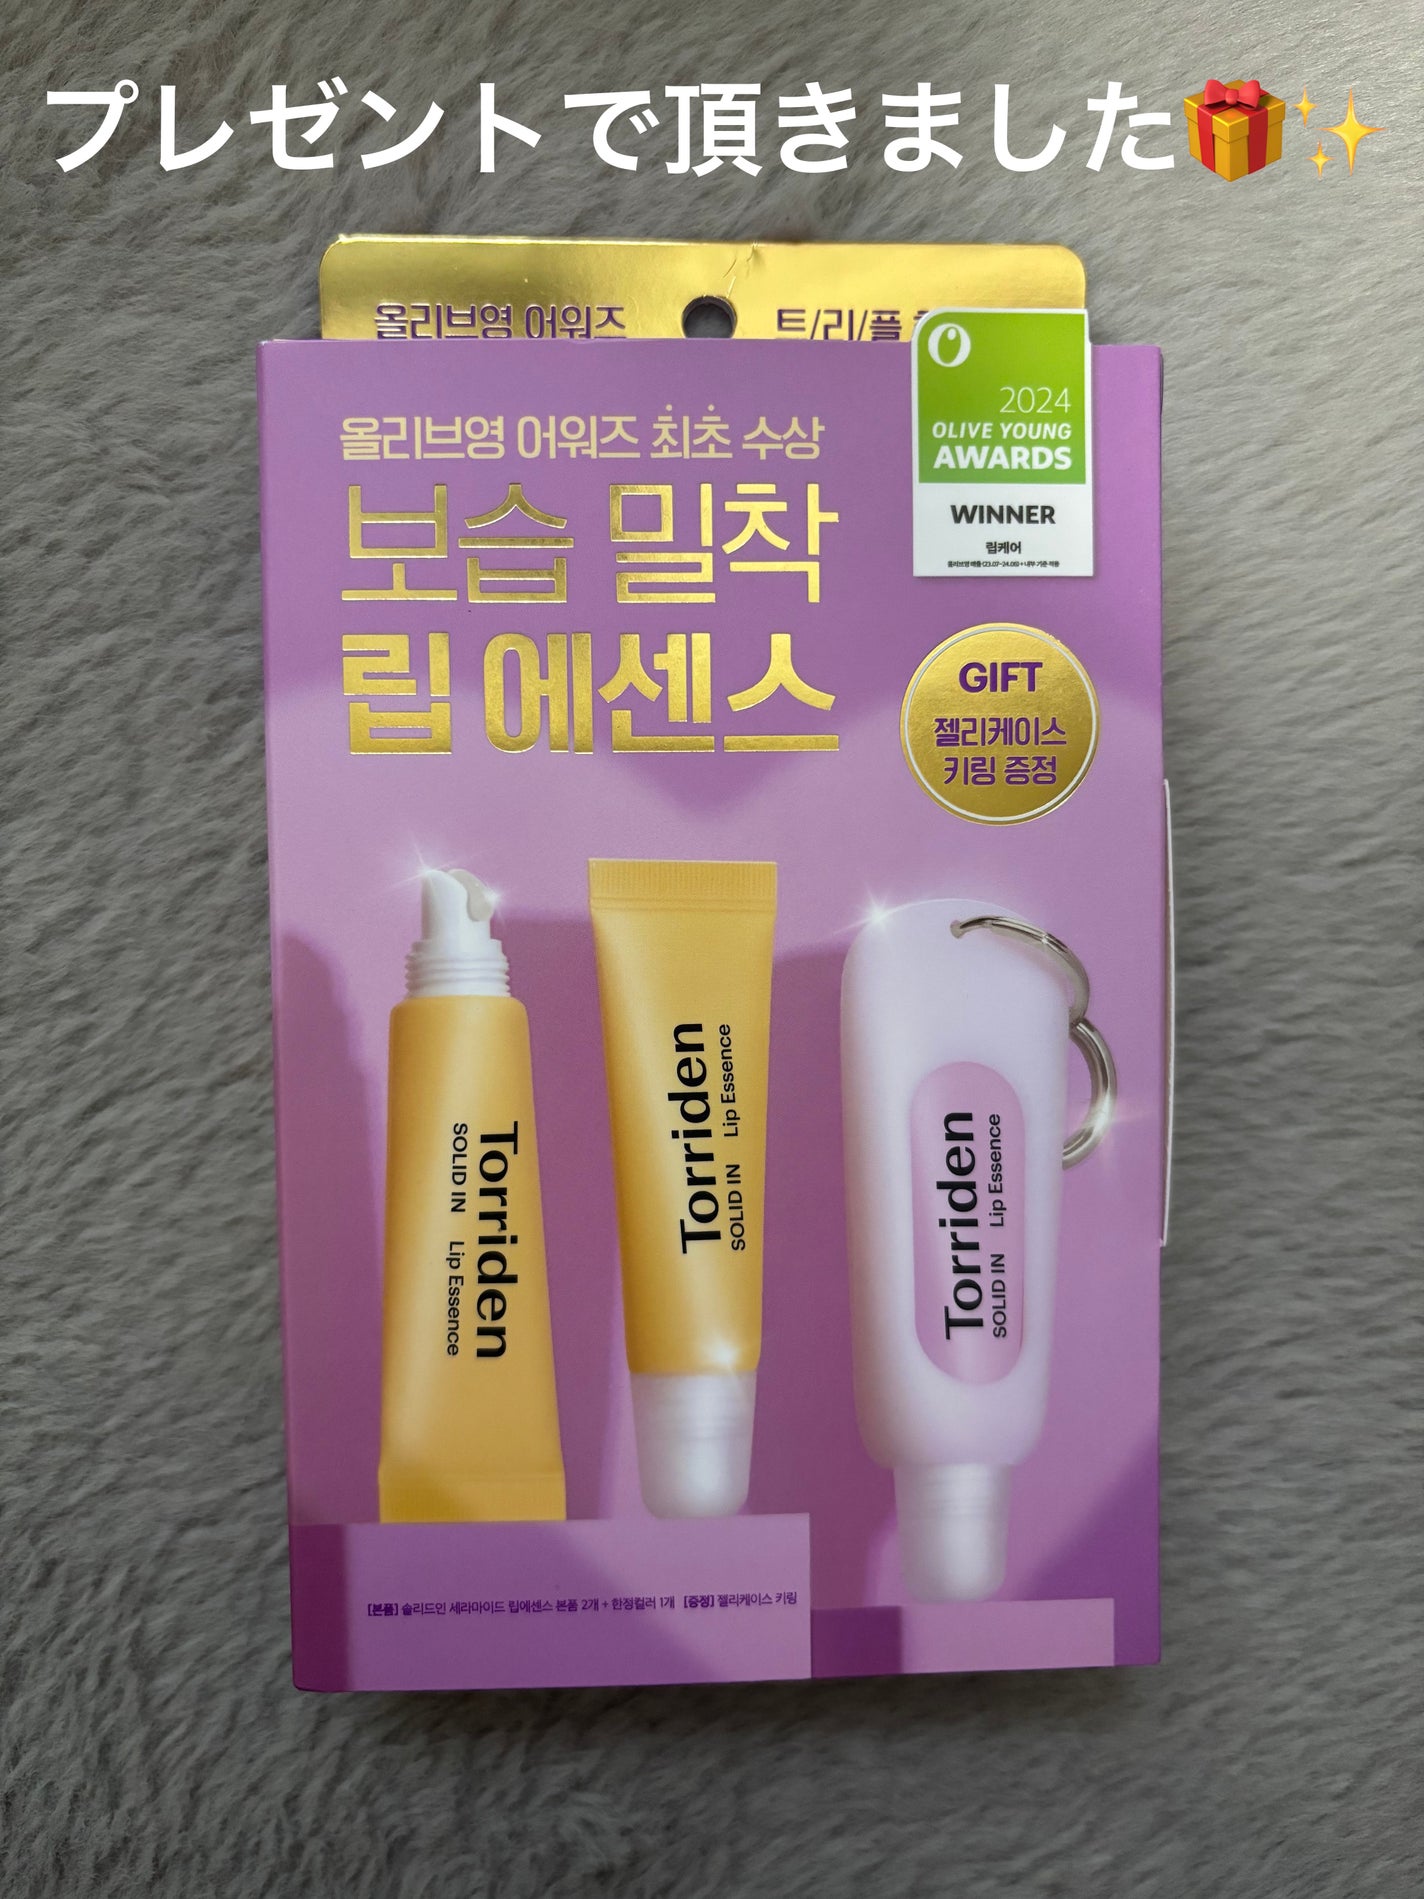 プレゼントで頂きました🎁✨
올리브영 어워즈
트/리/플
2024
OLIVE YOUNG
AWARDS
WINNER
립케어
올리브영 어워즈 최초 수상
보습 밀착
립 에센스
GIFT
젤리케이스
키링 증정
Torriden
SOLID IN Lip Essence
Torriden
SOLID IN Lip Essence
Torriden
SOLID IN Lip Essence
[본품] 솔리드인 세라마이드 립에센스 본품 2개 + 한정컬러 1개 [증정] 젤리케이스 키링